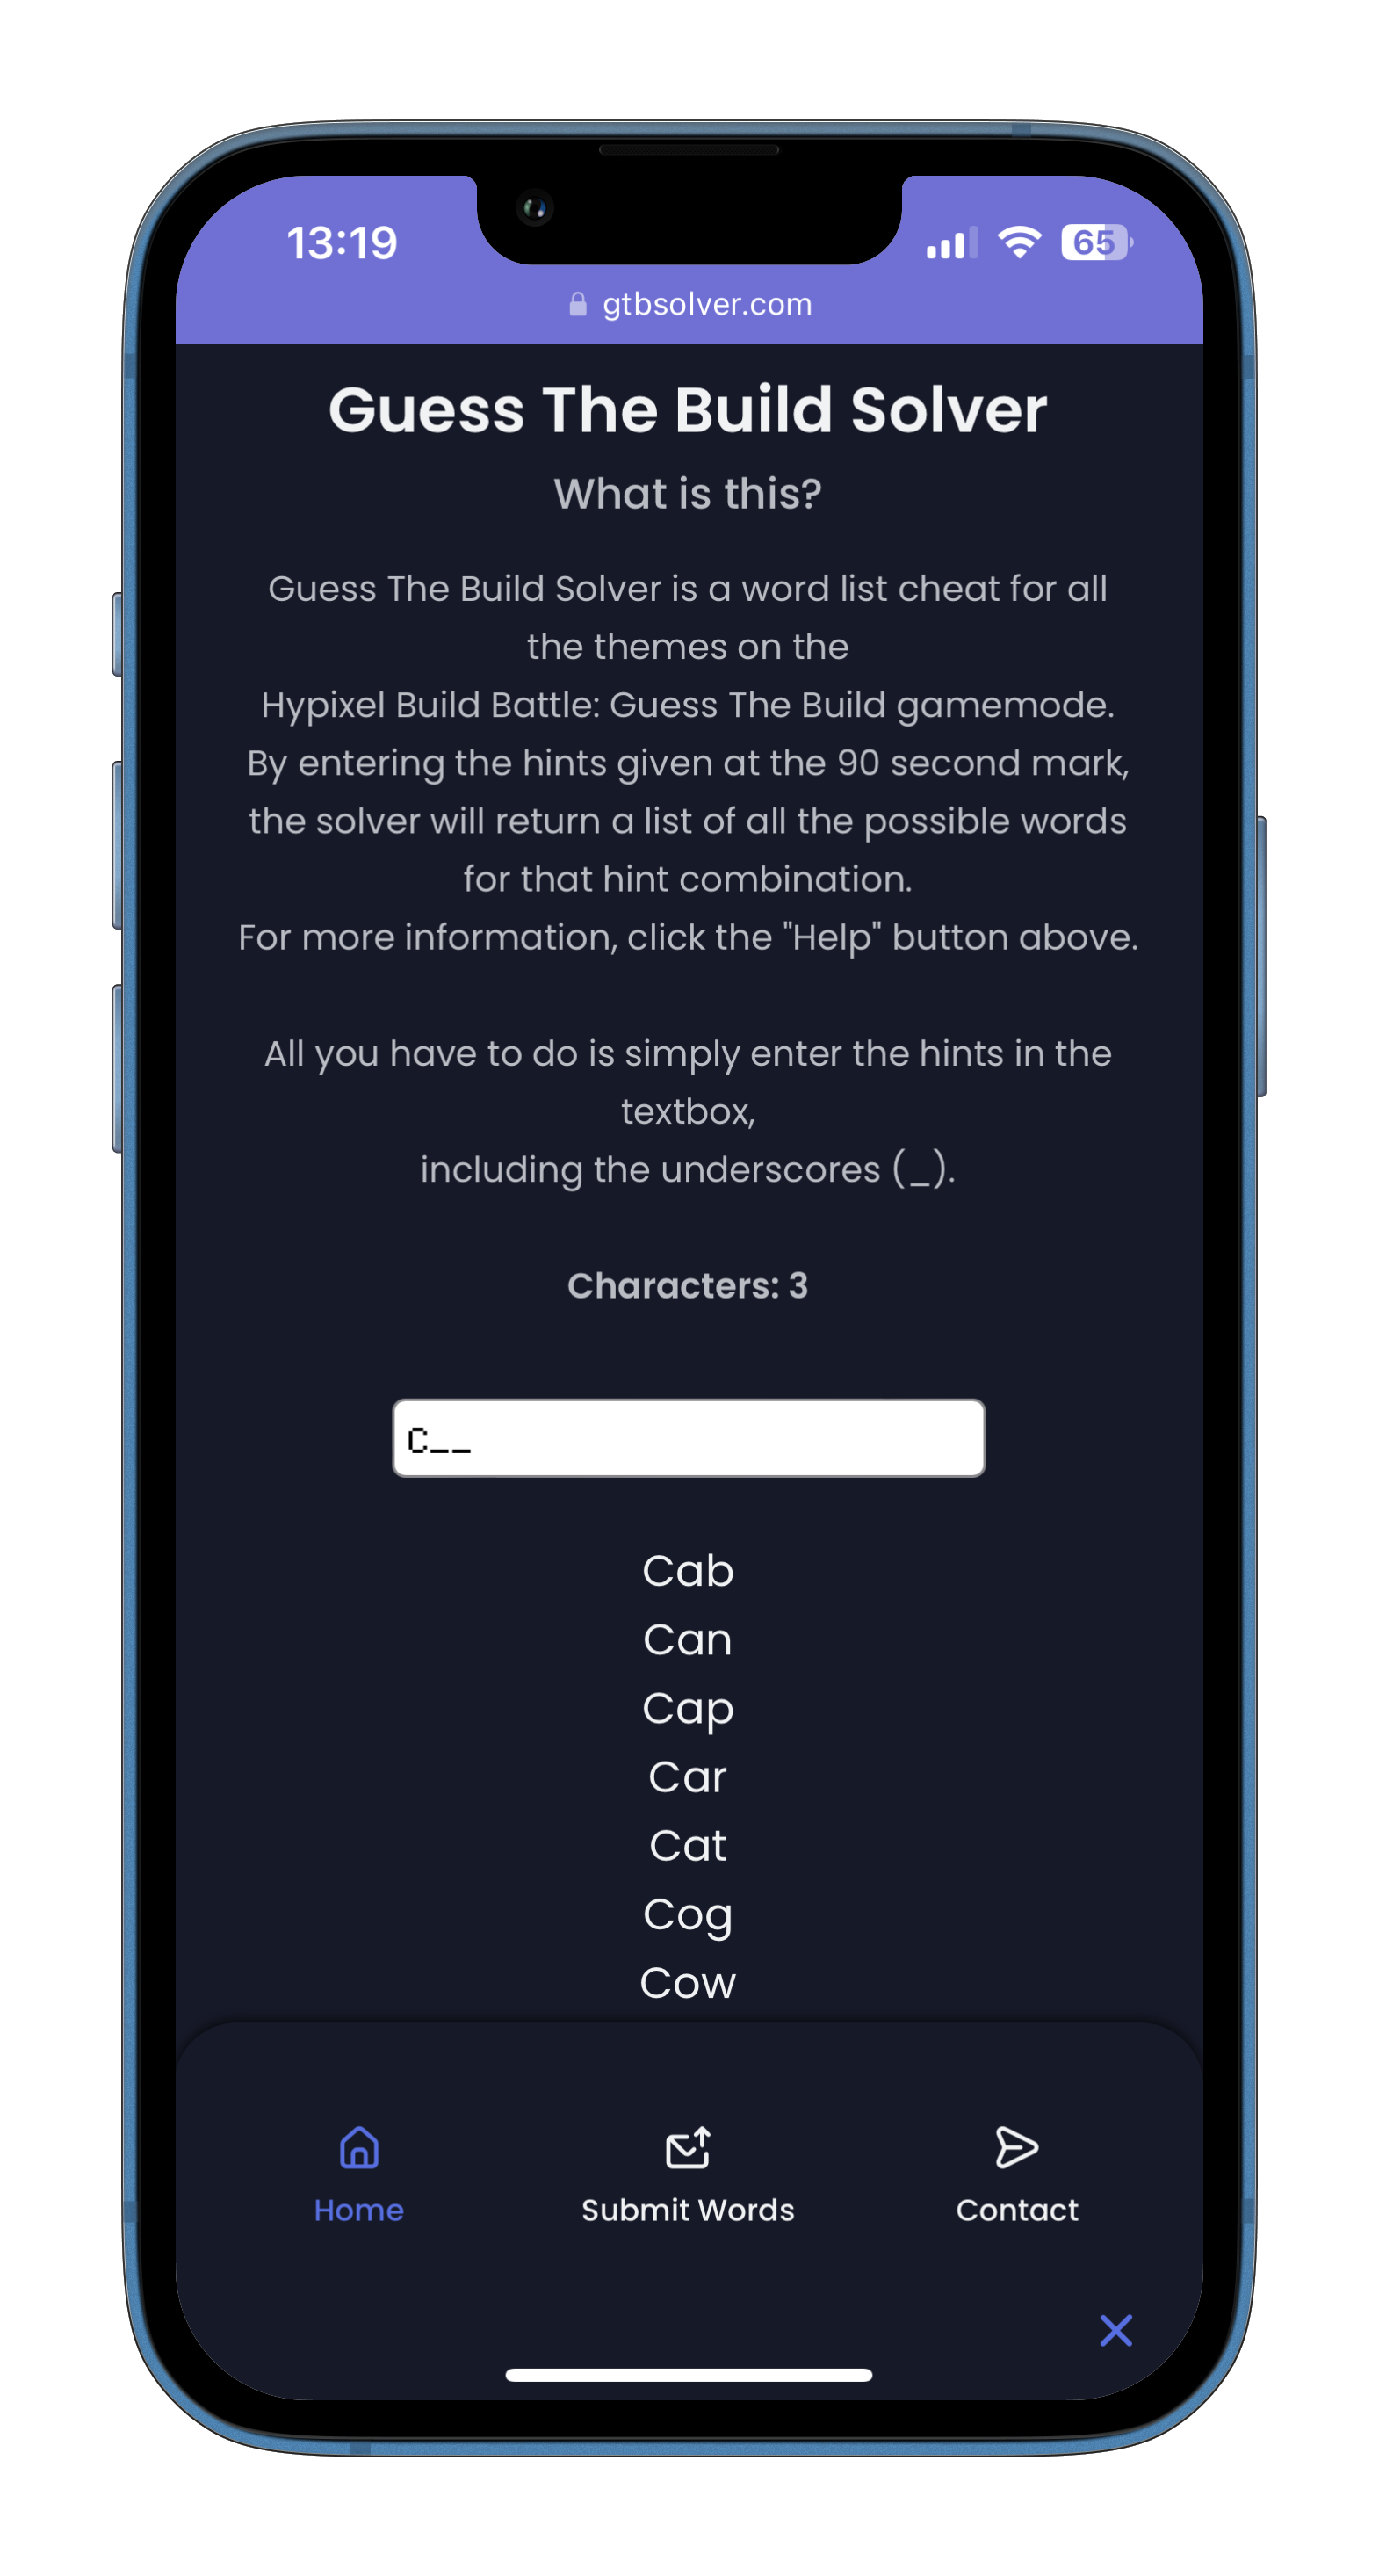 13:19
65
gtbsolver.com
Guess The Build Solver
What is this?
Guess The Build Solver is a word list cheat for all
the themes on the
Hypixel Build Battle: Guess The Build gamemode.
By entering the hints given at the 90 second mark,
the solver will return a list of all the possible words
for that hint combination.
For more information, click the "Help" button above.
All you have to do is simply enter the hints in the
textbox,
including the underscores (_).
Characters: 3
C__
Cab
Can
Cap
Car
Cat
Cog
Cow
Home
Submit Words
Contact